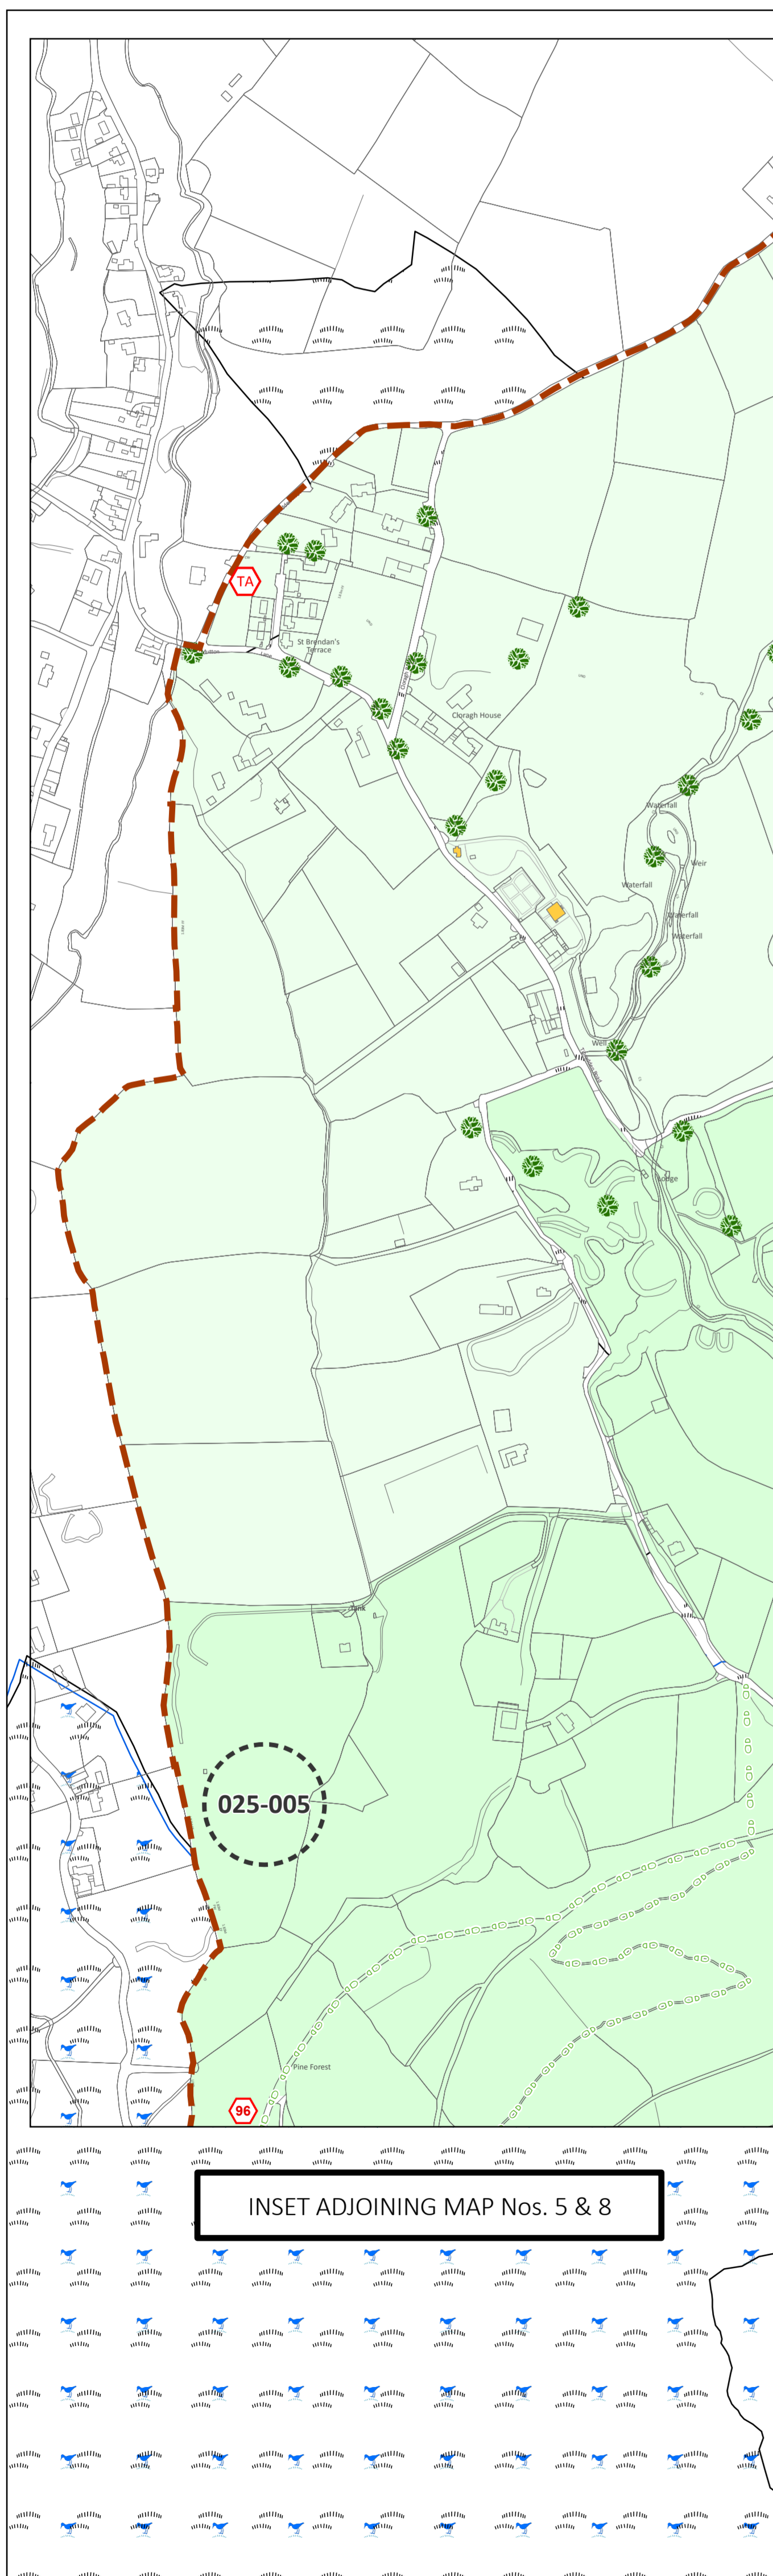 TA
St Brendan's
Terrace
Cloragh House
Waterfall
Weir
Waterfall
Waterfall
Waterfall
Well
Lodge
Tank
025-005
Pine Forest
96
INSET ADJOINING MAP Nos. 5 & 8